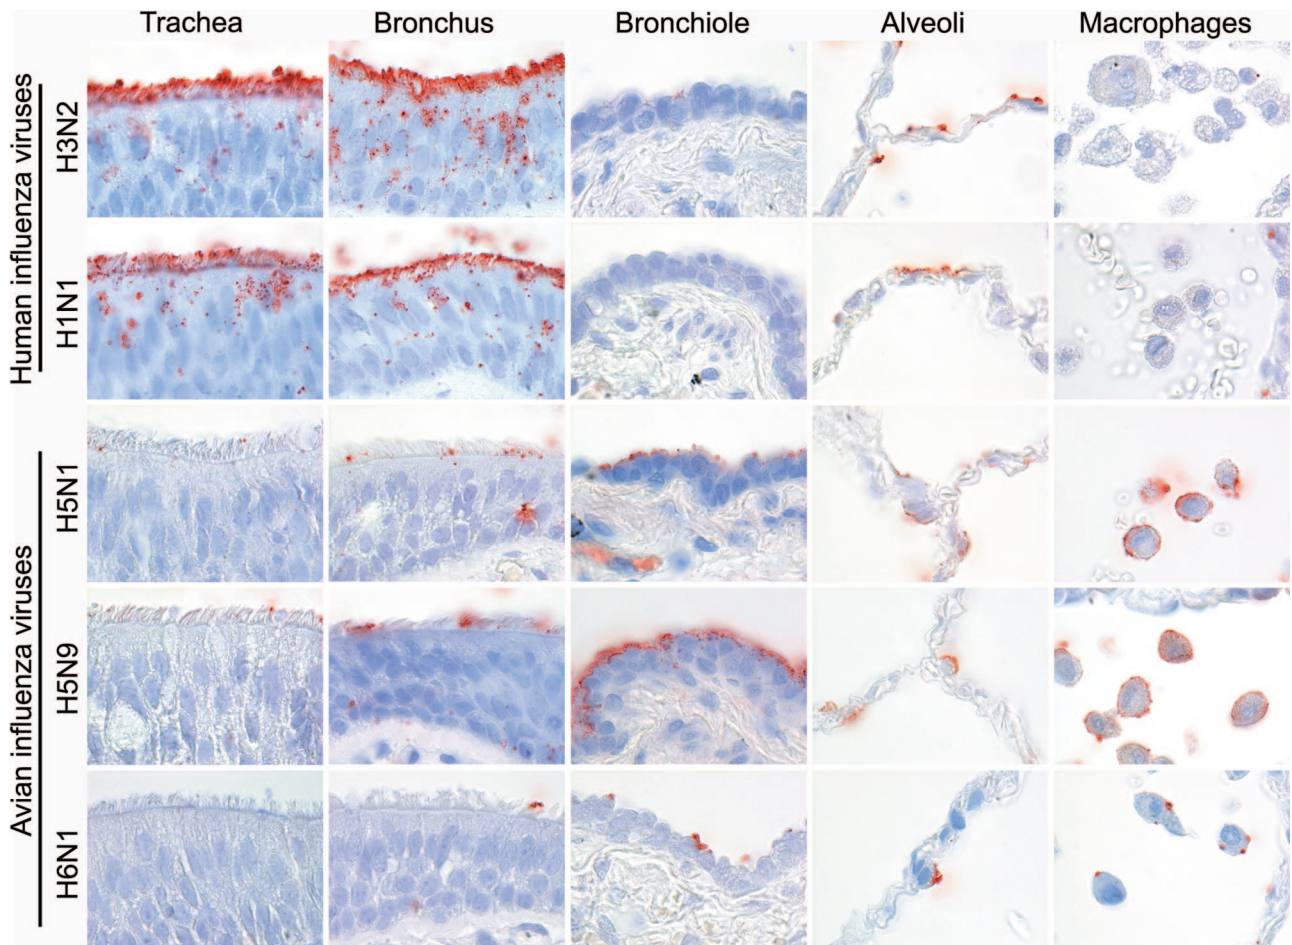 Trachea Bronchus Bronchiole Alveoli Macrophages
Human influenza viruses
H3N2
H1N1
Avian influenza viruses
H5N1
H5N9
H6N1